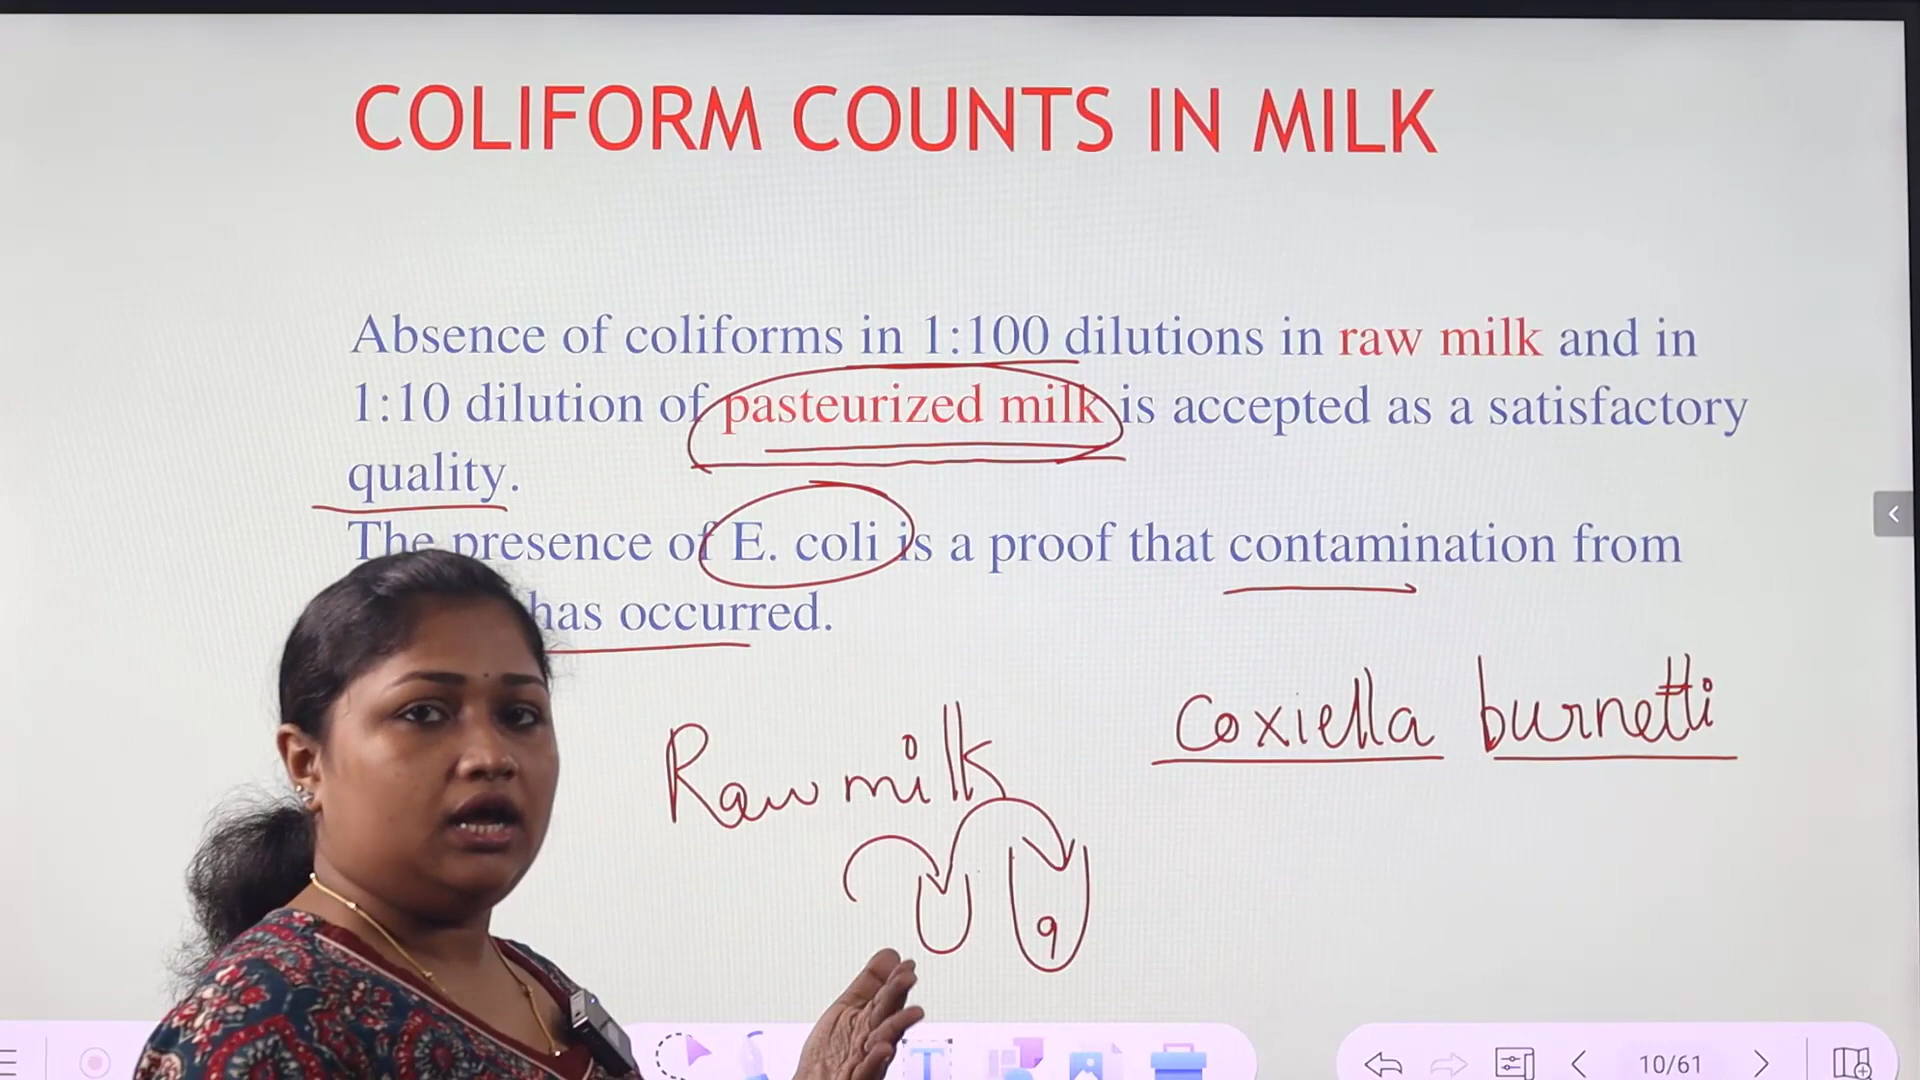 COLIFORM COUNTS IN MILK
Absence of coliforms in 1:100 dilutions in raw milk and in
1:10 dilution of pasteurized milk is accepted as a satisfactory
quality.
The presence of E. coli is a proof that contamination from
has occurred.
Raw milk
coxiella burnetti
9
T
10/61